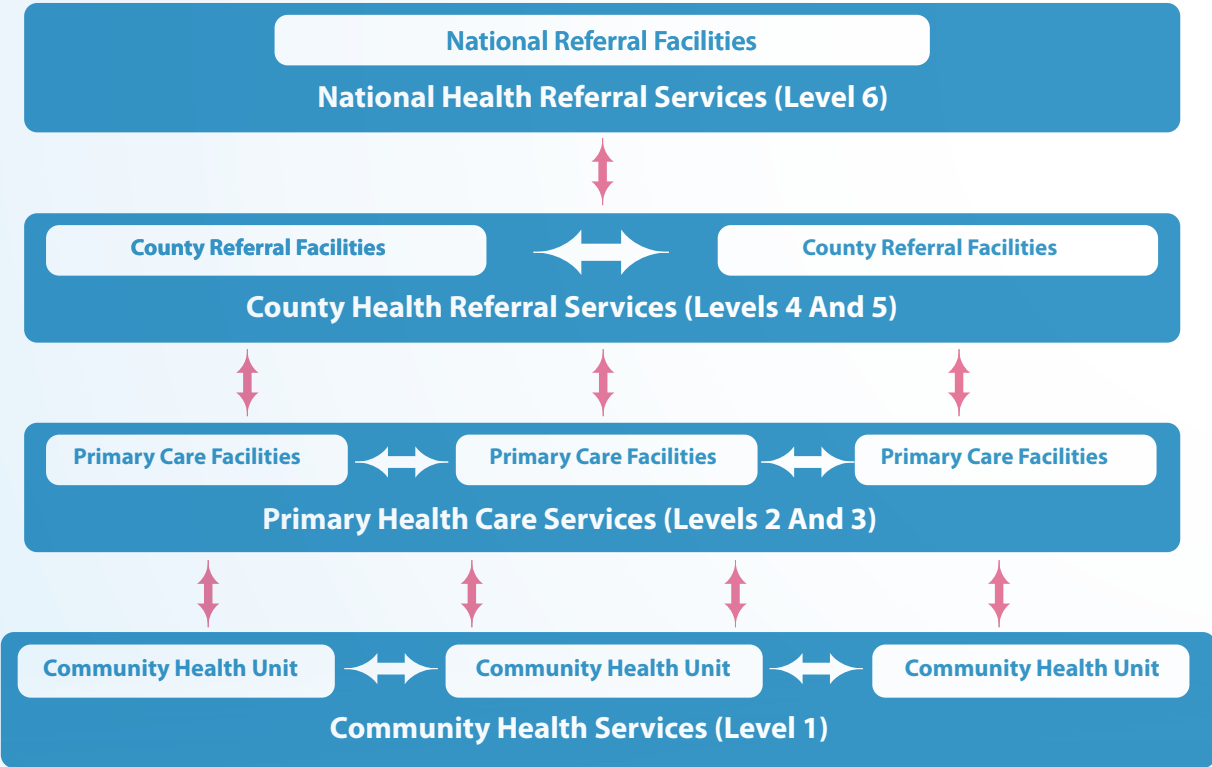 National Referral Facilities
National Health Referral Services (Level 6)
County Referral Facilities
County Referral Facilities
County Health Referral Services (Levels 4 And 5)
Primary Care Facilities
Primary Care Facilities
Primary Care Facilities
Primary Health Care Services (Levels 2 And 3)
Community Health Unit
Community Health Unit
Community Health Unit
Community Health Services (Level 1)